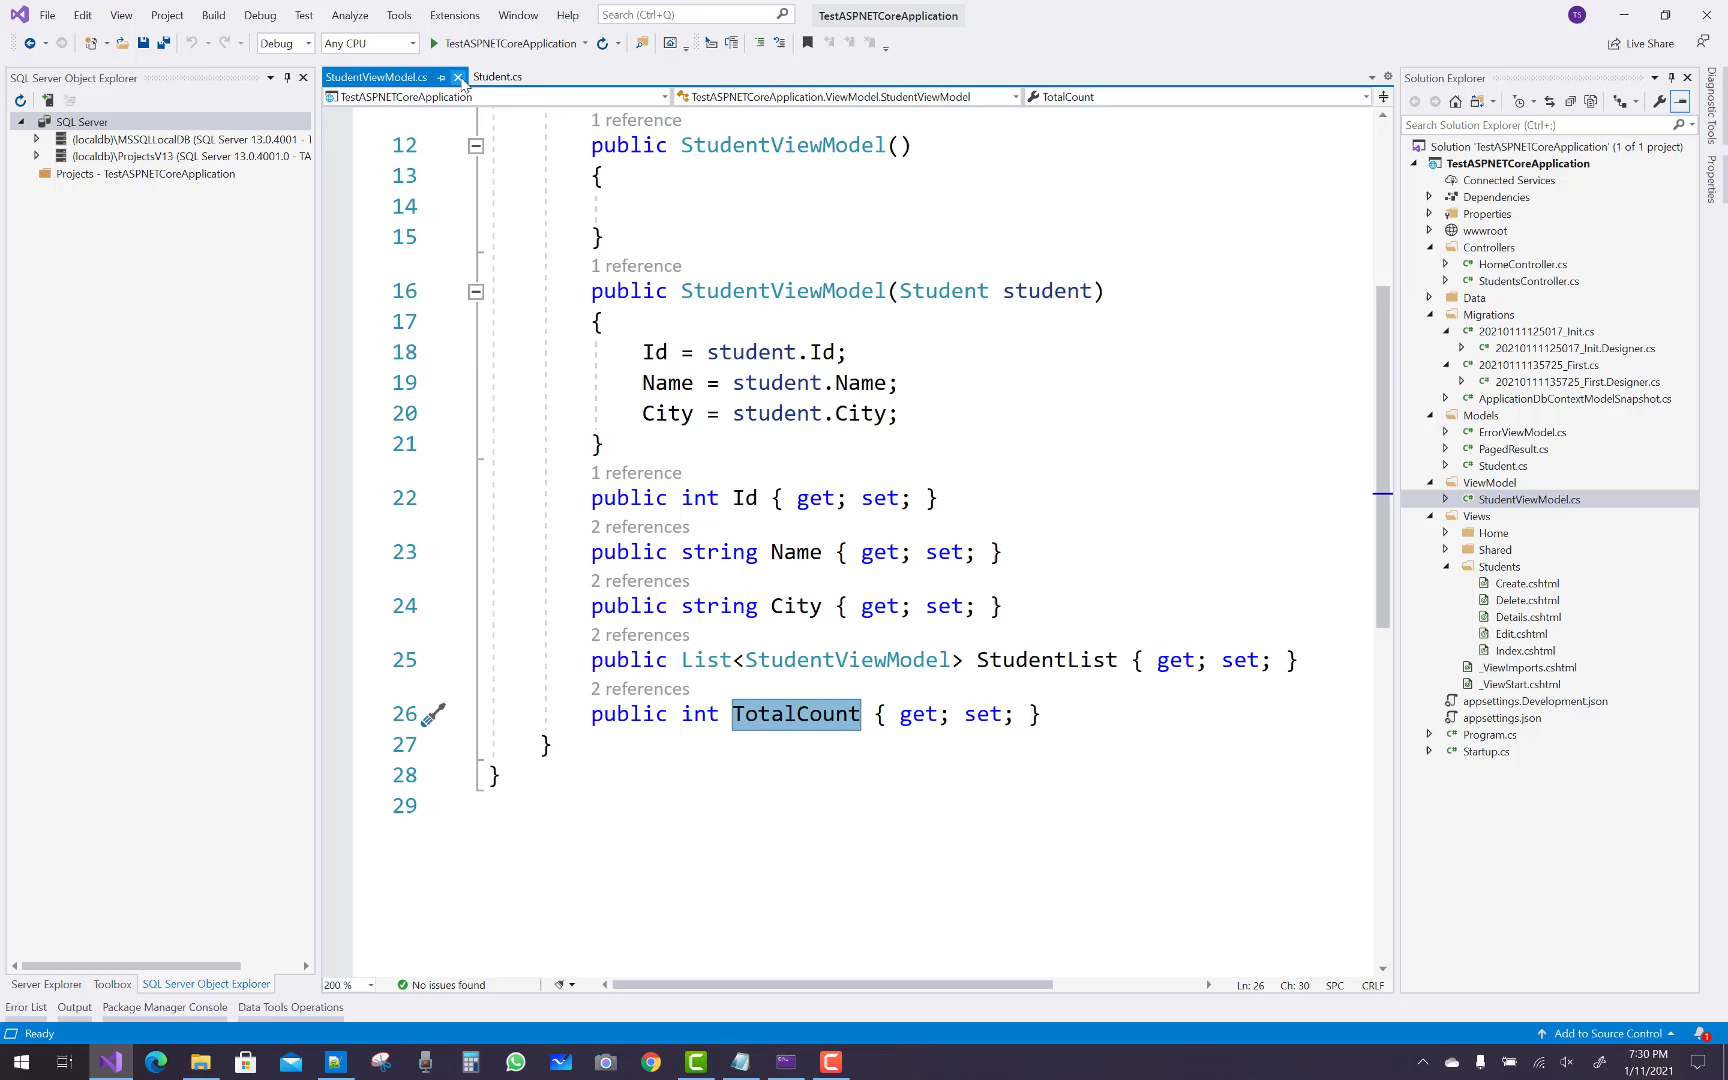 File Edit View Project Build Debug Test Analyze Tools Extensions Window Help Search (Ctrl+Q) TestASPNETCoreApplication TS
Debug Any CPU TestASPNETCoreApplication Live Share
SQL Server Object Explorer
SQL Server
(localdb)\MSSQLLocalDB (SQL Server 13.0.4001 - T
(localdb)\ProjectsV13 (SQL Server 13.0.4001.0 - TA
Projects - TestASPNETCoreApplication
StudentViewModel.cs Student.cs
TestASPNETCoreApplication TestASPNETCoreApplication.ViewModel.StudentViewModel TotalCount
1 reference
12 public StudentViewModel()
13 {
14
15 }
1 reference
16 public StudentViewModel(Student student)
17 {
18 Id = student.Id;
19 Name = student.Name;
20 City = student.City;
21 }
1 reference
22 public int Id { get; set; }
2 references
23 public string Name { get; set; }
2 references
24 public string City { get; set; }
2 references
25 public List<StudentViewModel> StudentList { get; set; }
2 references
26 public int TotalCount { get; set; }
27 }
28 }
29
200 % No issues found Ln: 26 Ch: 30 SPC CRLF
Solution Explorer
Search Solution Explorer (Ctrl+;)
Solution 'TestASPNETCoreApplication' (1 of 1 project)
TestASPNETCoreApplication
Connected Services
Dependencies
Properties
wwwroot
Controllers
C# HomeController.cs
C# StudentsController.cs
Data
Migrations
C# 20210111125017_Init.cs
C# 20210111125017_Init.Designer.cs
C# 20210111135725_First.cs
C# 20210111135725_First.Designer.cs
C# ApplicationDbContextModelSnapshot.cs
Models
C# ErrorViewModel.cs
C# PagedResult.cs
C# Student.cs
ViewModel
C# StudentViewModel.cs
Views
Home
Shared
Students
Create.cshtml
Delete.cshtml
Details.cshtml
Edit.cshtml
Index.cshtml
_ViewImports.cshtml
_ViewStart.cshtml
appsettings.Development.json
appsettings.json
C# Program.cs
C# Startup.cs
Diagnostic Tools
Properties
Server Explorer Toolbox SQL Server Object Explorer
Error List Output Package Manager Console Data Tools Operations
Ready Add to Source Control 1
7:30 PM
1/11/2021